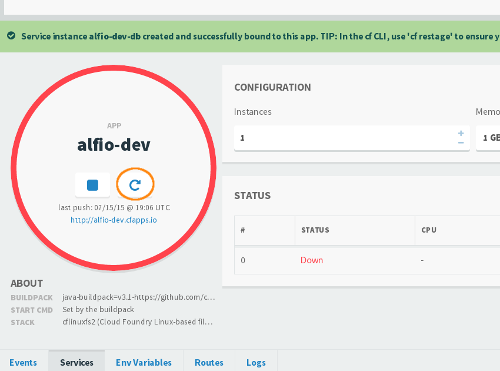 Service instance alfio-dev-db created and successfully bound to this app. TIP: In the cf CLI, use 'cf restage' to ensure y
APP
alfio-dev
last push: 02/15/15 @ 19:06 UTC
http://alfio-dev.cfapps.io
CONFIGURATION
Instances
Memo
1
+
−
1 GB
STATUS
# STATUS CPU
0 Down -
ABOUT
BUILDPACK java-buildpack=v3.1-https://github.com/c...
START CMD Set by the buildpack
STACK cflinuxfs2 (Cloud Foundry Linux-based fil...
Events Services Env Variables Routes Logs